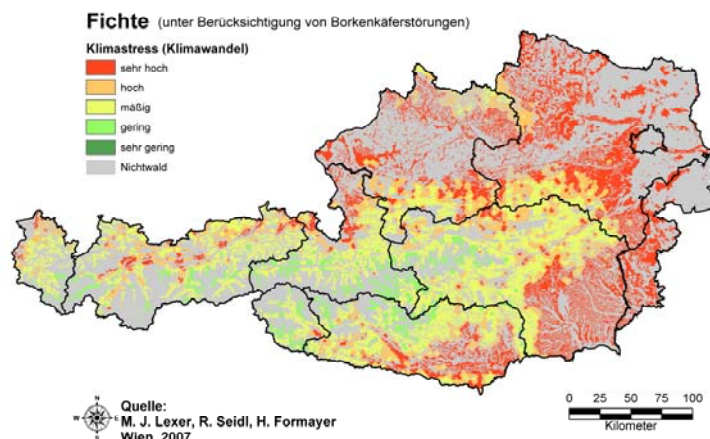 Fichte (unter Berücksichtigung von Borkenkäferstörungen)
Klimastress (Klimawandel)
sehr hoch
hoch
mäßig
gering
sehr gering
Nichtwald
N
W E
S
Quelle:
M. J. Lexer, R. Seidl, H. Formayer
Wien, 2007
0 25 50 75 100
Kilometer